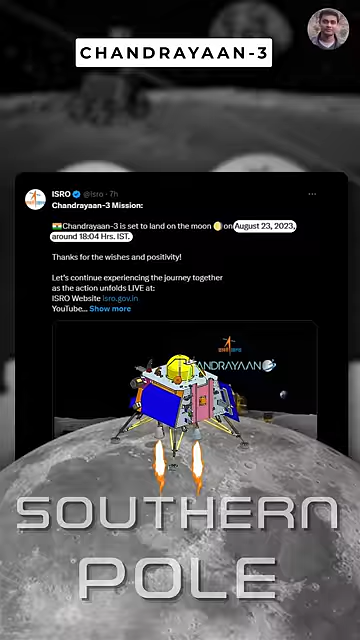 CHANDRAYAAN-3
ISRO @isro · 7h
Chandrayaan-3 Mission:
🇮🇳Chandrayaan-3 is set to land on the moon 🌖on August 23, 2023,
around 18:04 Hrs. IST.
Thanks for the wishes and positivity!
Let's continue experiencing the journey together
as the action unfolds LIVE at:
ISRO Website isro.gov.in
YouTube... Show more
SOUTHERN
POLE